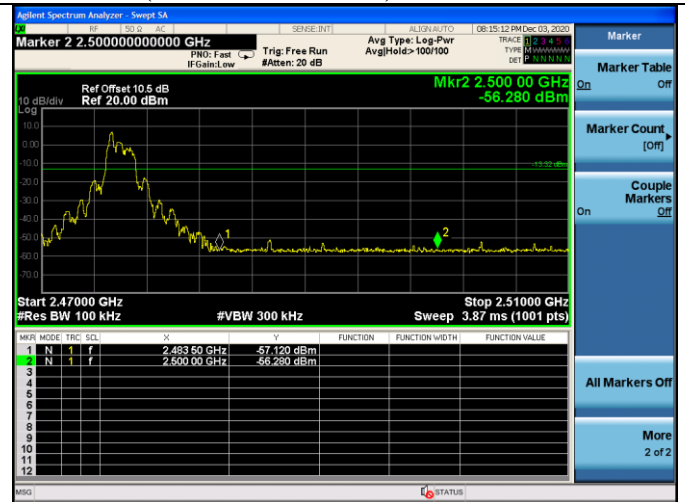 Agilent Spectrum Analyzer - Swept SA
RF 50 Ω AC SENSE:INT ALIGN AUTO 08:15:12 PM Dec 03, 2020
Marker 2 2.500000000000 GHz
PNO: Fast
IFGain:Low
Trig: Free Run
#Atten: 20 dB
Avg Type: Log-Pwr
Avg|Hold:>100/100
TRACE 1 2 3 4 5 6
TYPE M
DET P N N N N N
Ref Offset 10.5 dB
10 dB/div Ref 20.00 dBm
Log
Mkr2 2.500 00 GHz
-56.280 dBm
10.0
0.00
-10.0
-13.32 dBm
-20.0
-30.0
-40.0
-50.0
-60.0
-70.0
1
2
Start 2.47000 GHz Stop 2.51000 GHz
#Res BW 100 kHz #VBW 300 kHz Sweep 3.87 ms (1001 pts)
MKR MODE TRC SCL X Y FUNCTION FUNCTION WIDTH FUNCTION VALUE
1 N 1 f 2.483 50 GHz -57.120 dBm
2 N 1 f 2.500 00 GHz -56.280 dBm
3
4
5
6
7
8
9
10
11
12
MSG STATUS
Marker
Marker Table
On Off
Marker Count
[Off]
Couple
Markers
On Off
All Markers Off
More
2 of 2